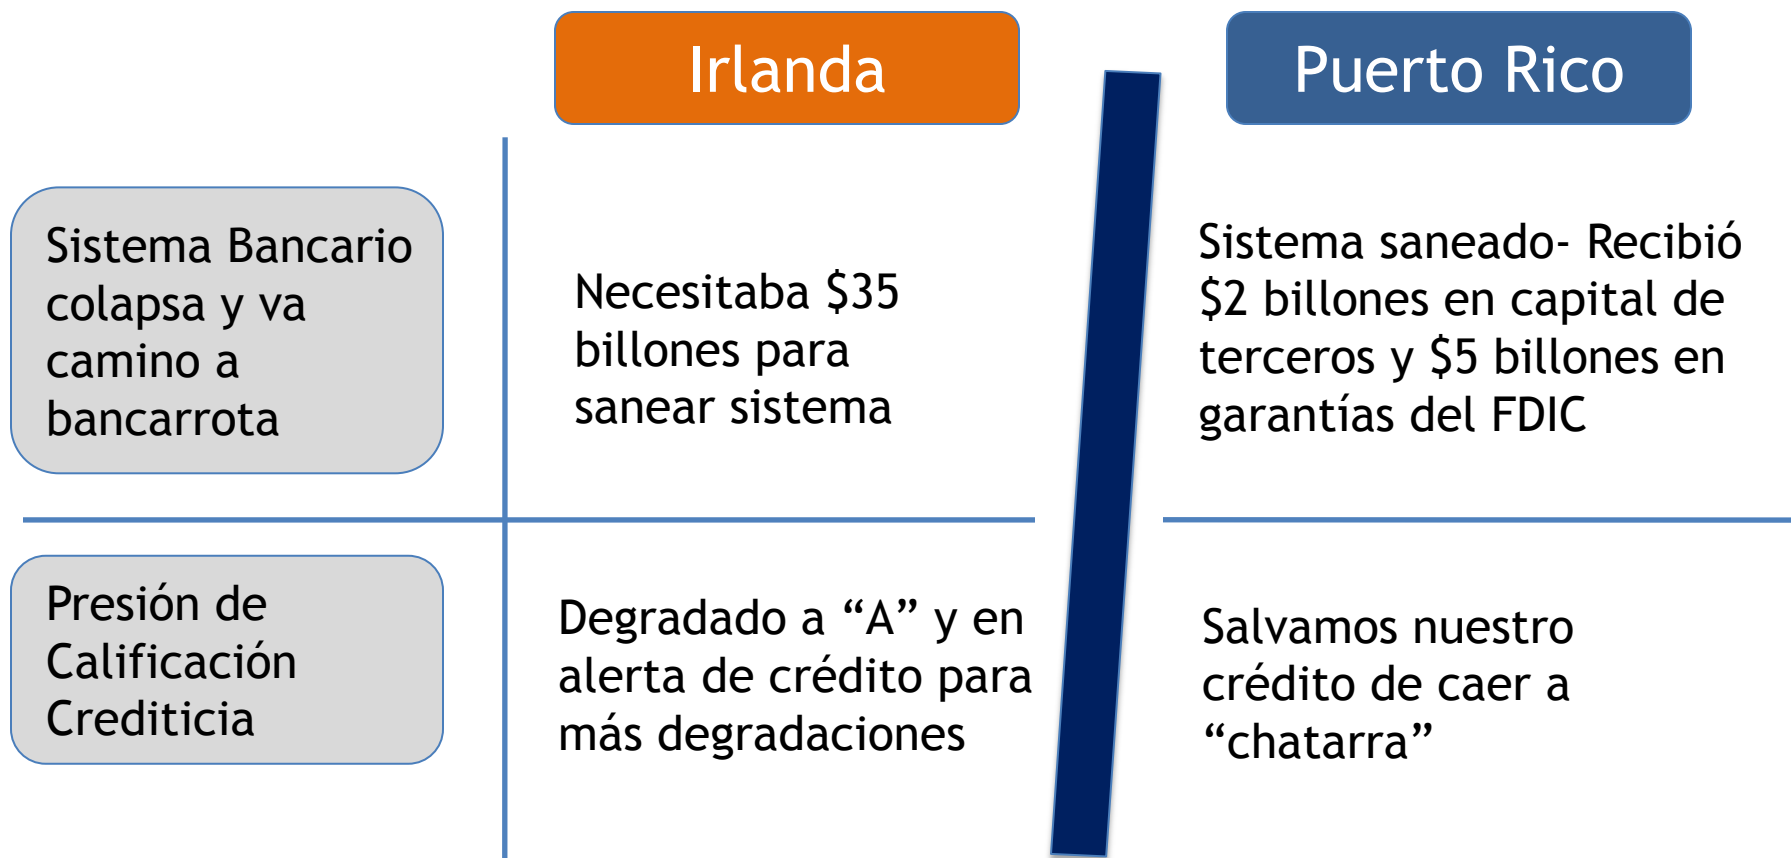 Irlanda
Puerto Rico
Sistema Bancario
colapsa y va
camino a
bancarrota
Necesitaba $35
billones para
sanear sistema
Sistema saneado- Recibió
$2 billones en capital de
terceros y $5 billones en
garantías del FDIC
Presión de
Calificación
Crediticia
Degradado a “A” y en
alerta de crédito para
más degradaciones
Salvamos nuestro
crédito de caer a
“chatarra”